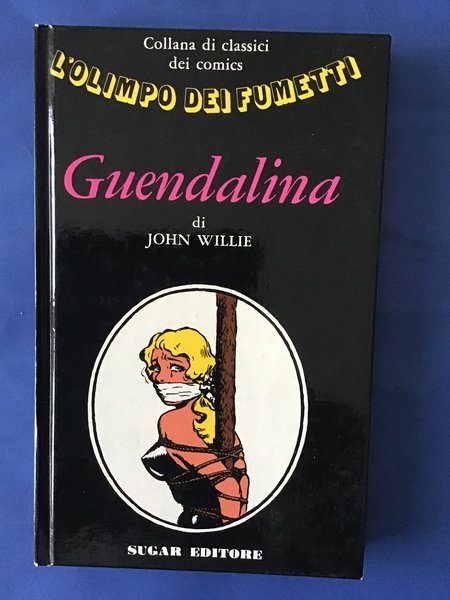 Collana di classici
dei comics
L'OLIMPO DEI FUMETTI
Guendalina
di
JOHN WILLIE
SUGAR EDITORE